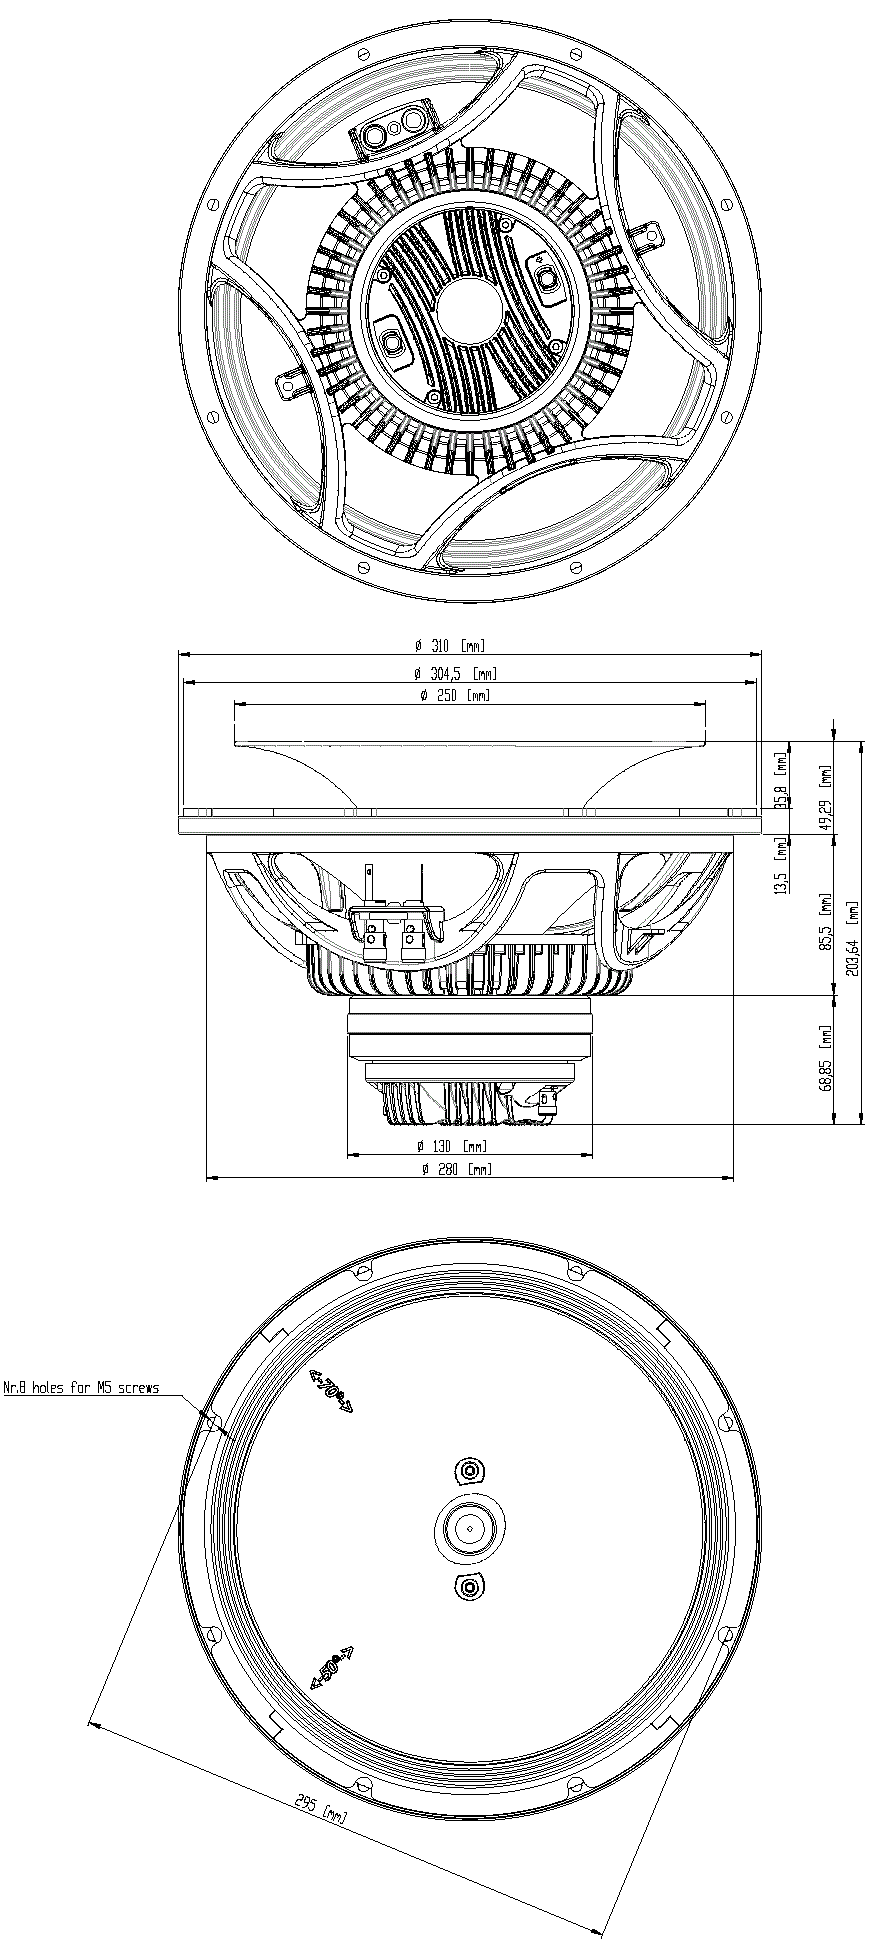 Ø 310 [mm]
Ø 304,5 [mm]
Ø 250 [mm]
35,8 [mm]
49,29 [mm]
13,5 [mm]
85,5 [mm]
203,64 [mm]
68,85 [mm]
Ø 130 [mm]
Ø 280 [mm]
<-70°->
Nr.8 holes for M5 screws
<-50°->
295 [mm]